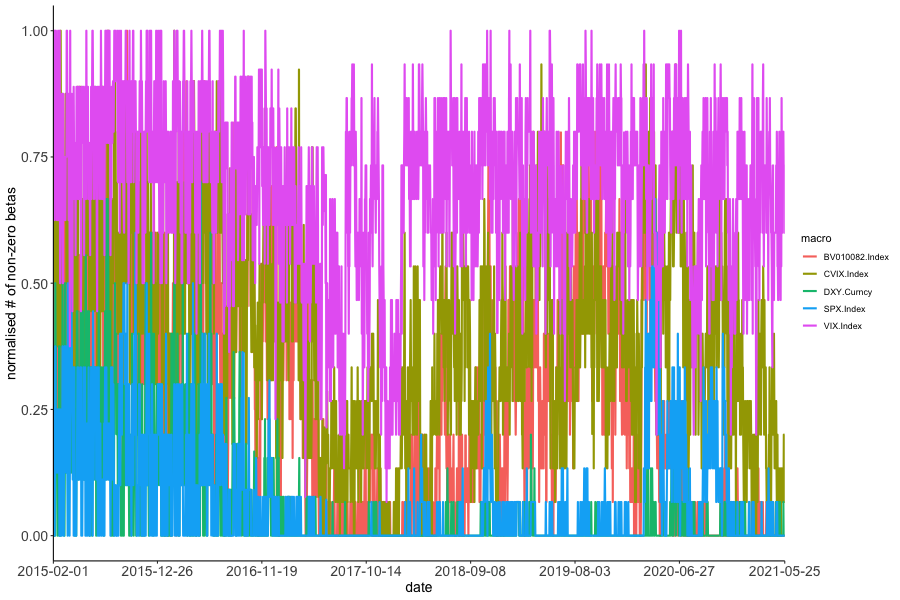 normalised # of non-zero betas
1.00
0.75
0.50
0.25
0.00
2015-02-01 2015-12-26 2016-11-19 2017-10-14 2018-09-08 2019-08-03 2020-06-27 2021-05-25
date
macro
BV010082.Index
CVIX.Index
DXY.Curncy
SPX.Index
VIX.Index